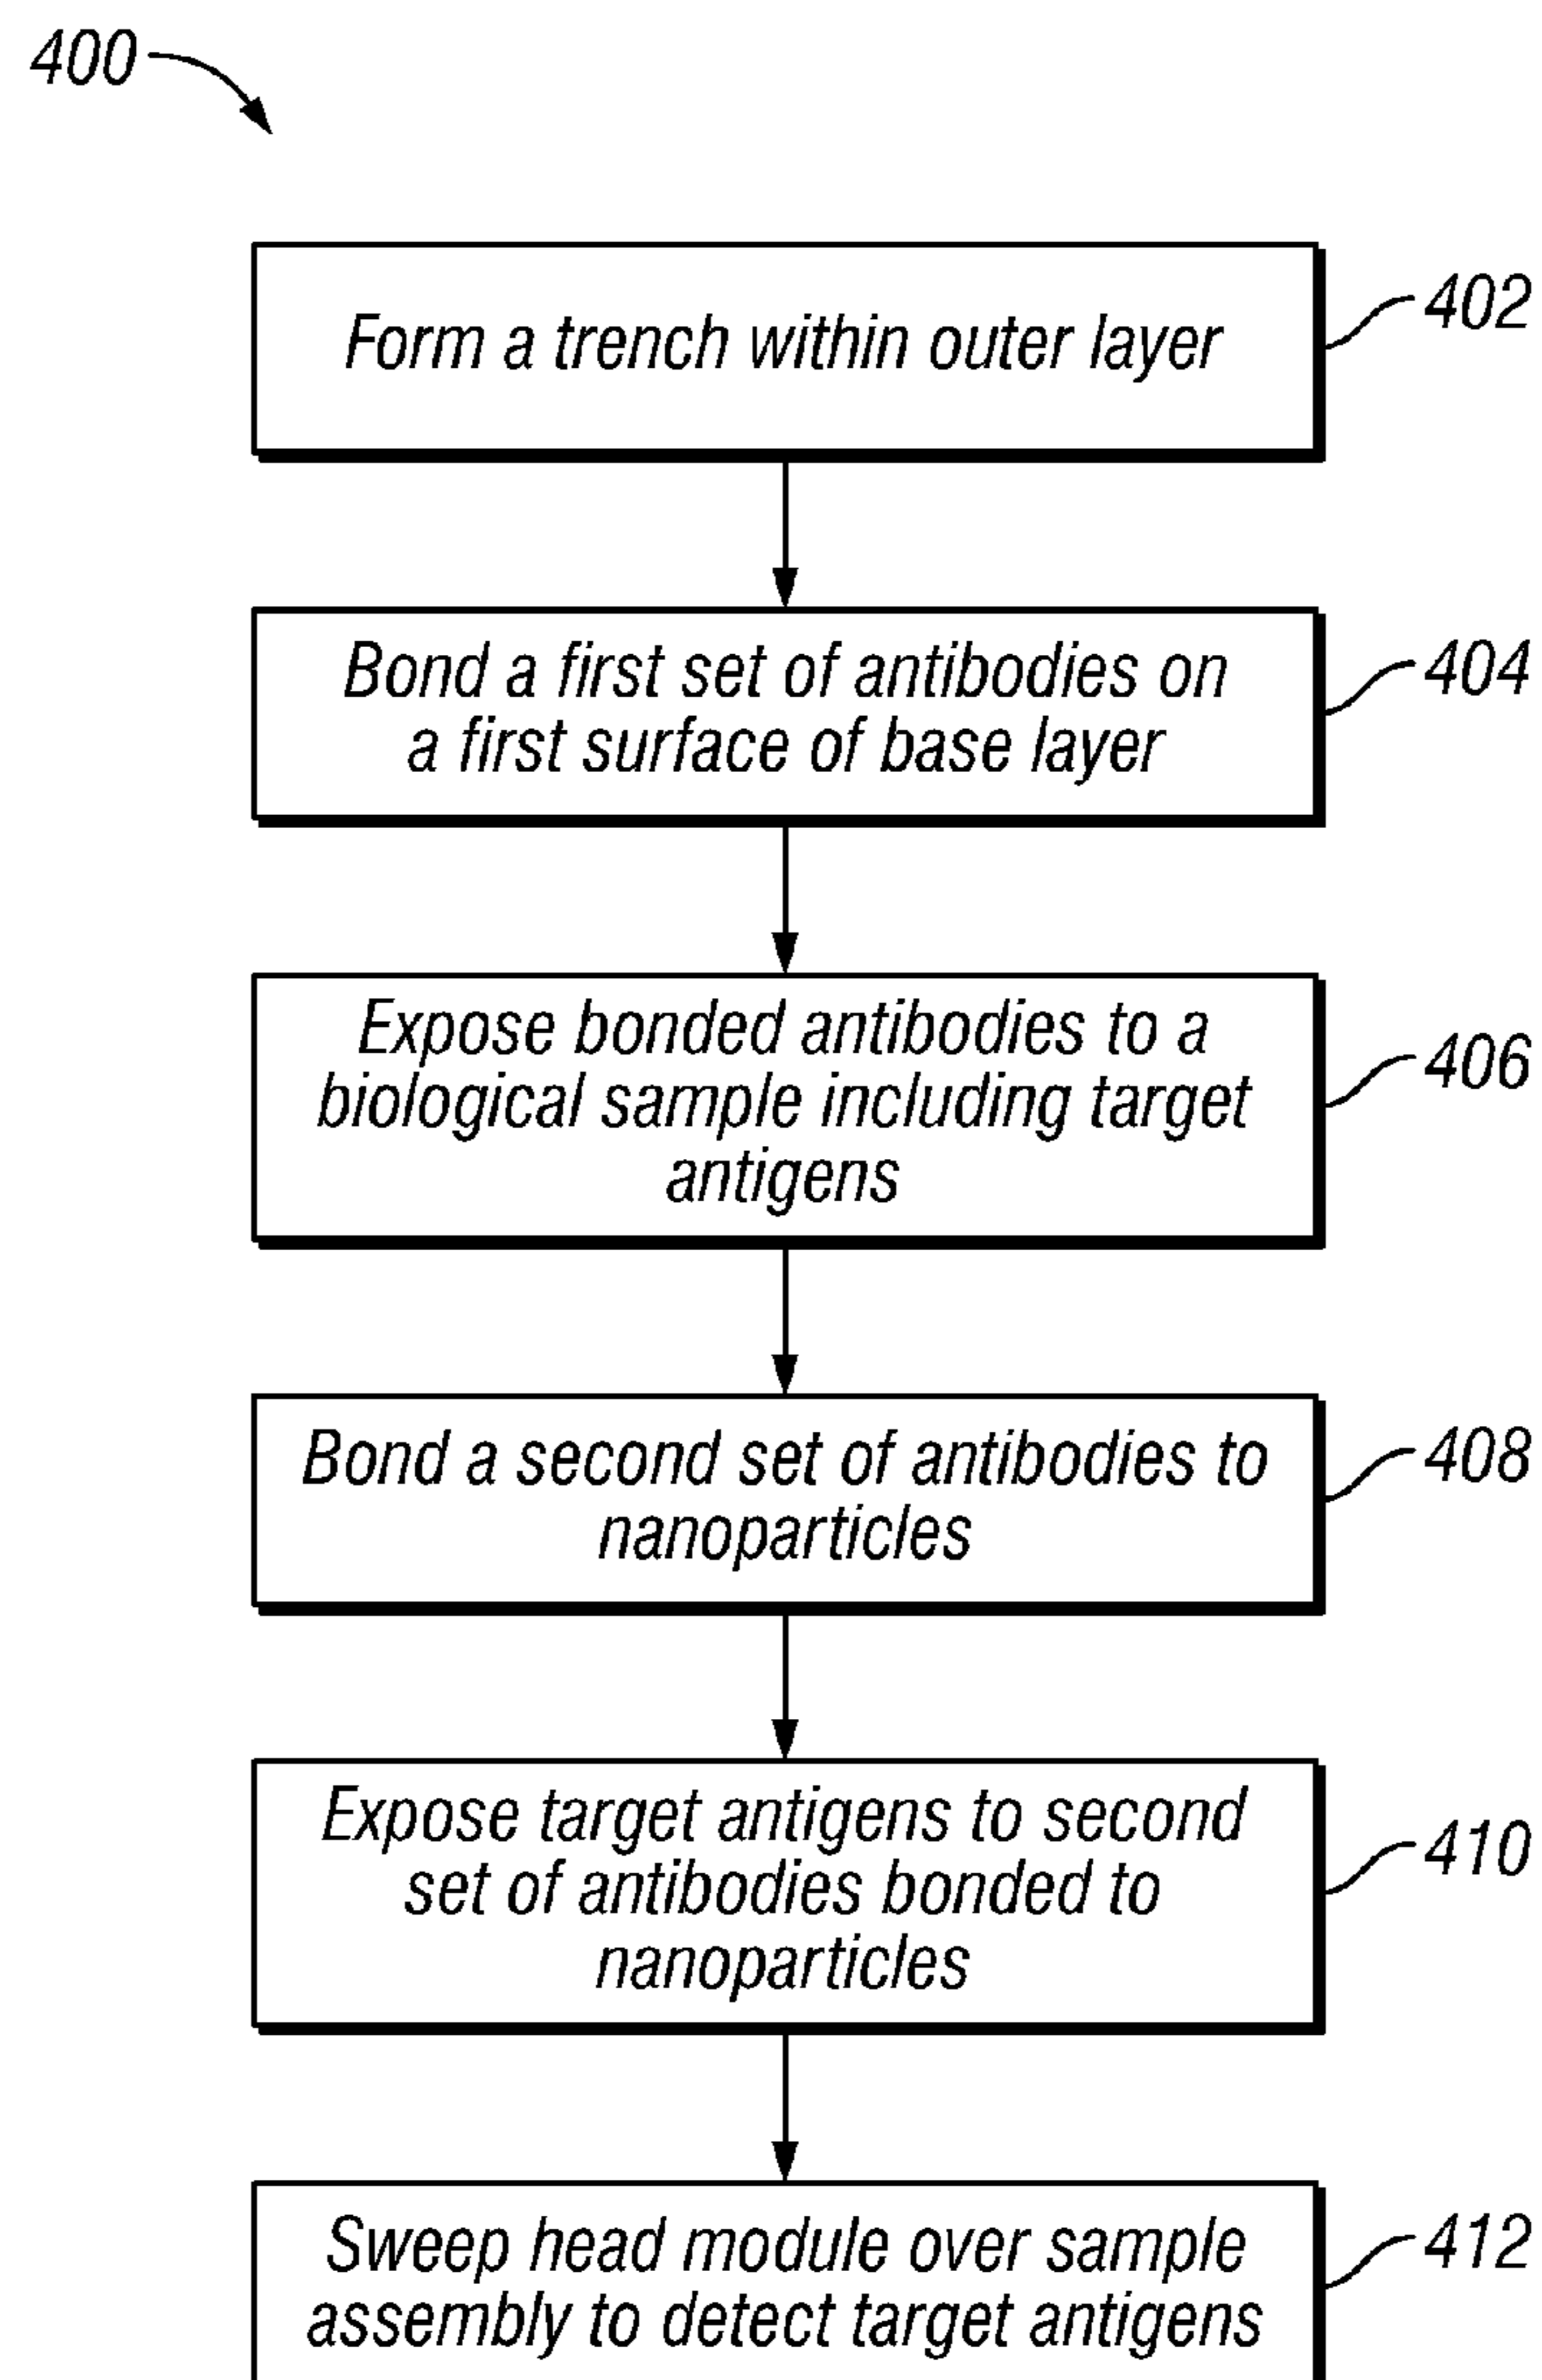 400
Form a trench within outer layer
402
Bond a first set of antibodies on
a first surface of base layer
404
Expose bonded antibodies to a
biological sample including target
antigens
406
Bond a second set of antibodies to
nanoparticles
408
Expose target antigens to second
set of antibodies bonded to
nanoparticles
410
Sweep head module over sample
assembly to detect target antigens
412